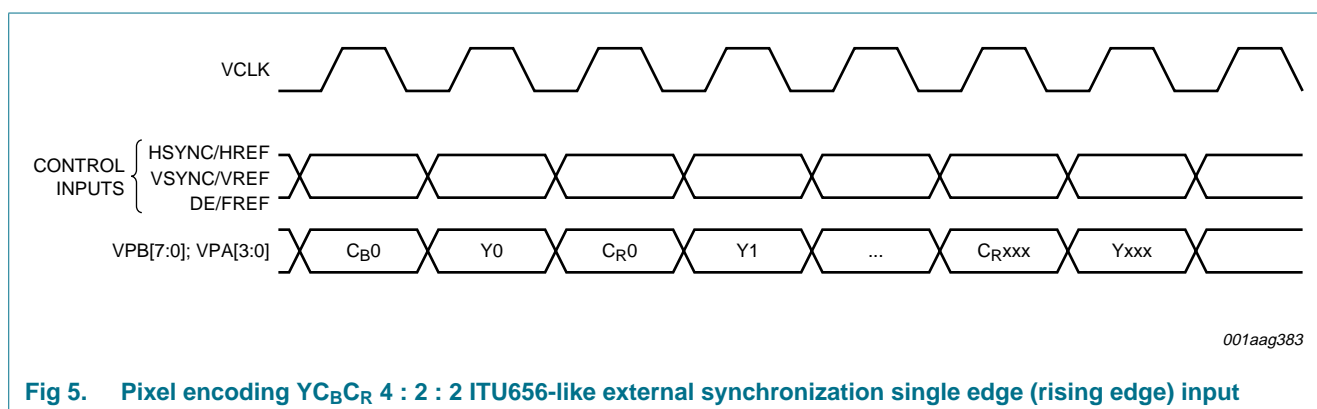 VCLK
CONTROL INPUTS
HSYNC/HREF
VSYNC/VREF
DE/FREF
VPB[7:0]; VPA[3:0] CB0 Y0 CR0 Y1 ... CRxxx Yxxx
001aag383
Fig 5. Pixel encoding YCBCR 4 : 2 : 2 ITU656-like external synchronization single edge (rising edge) input